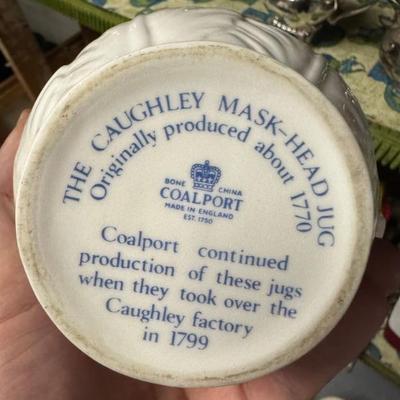 THE CAUGHLEY MASK-HEAD JUG
Originally produced about 1770
BONE CHINA
COALPORT
MADE IN ENGLAND
EST. 1750
Coalport continued
production of these jugs
when they took over the
Caughley factory
in 1799